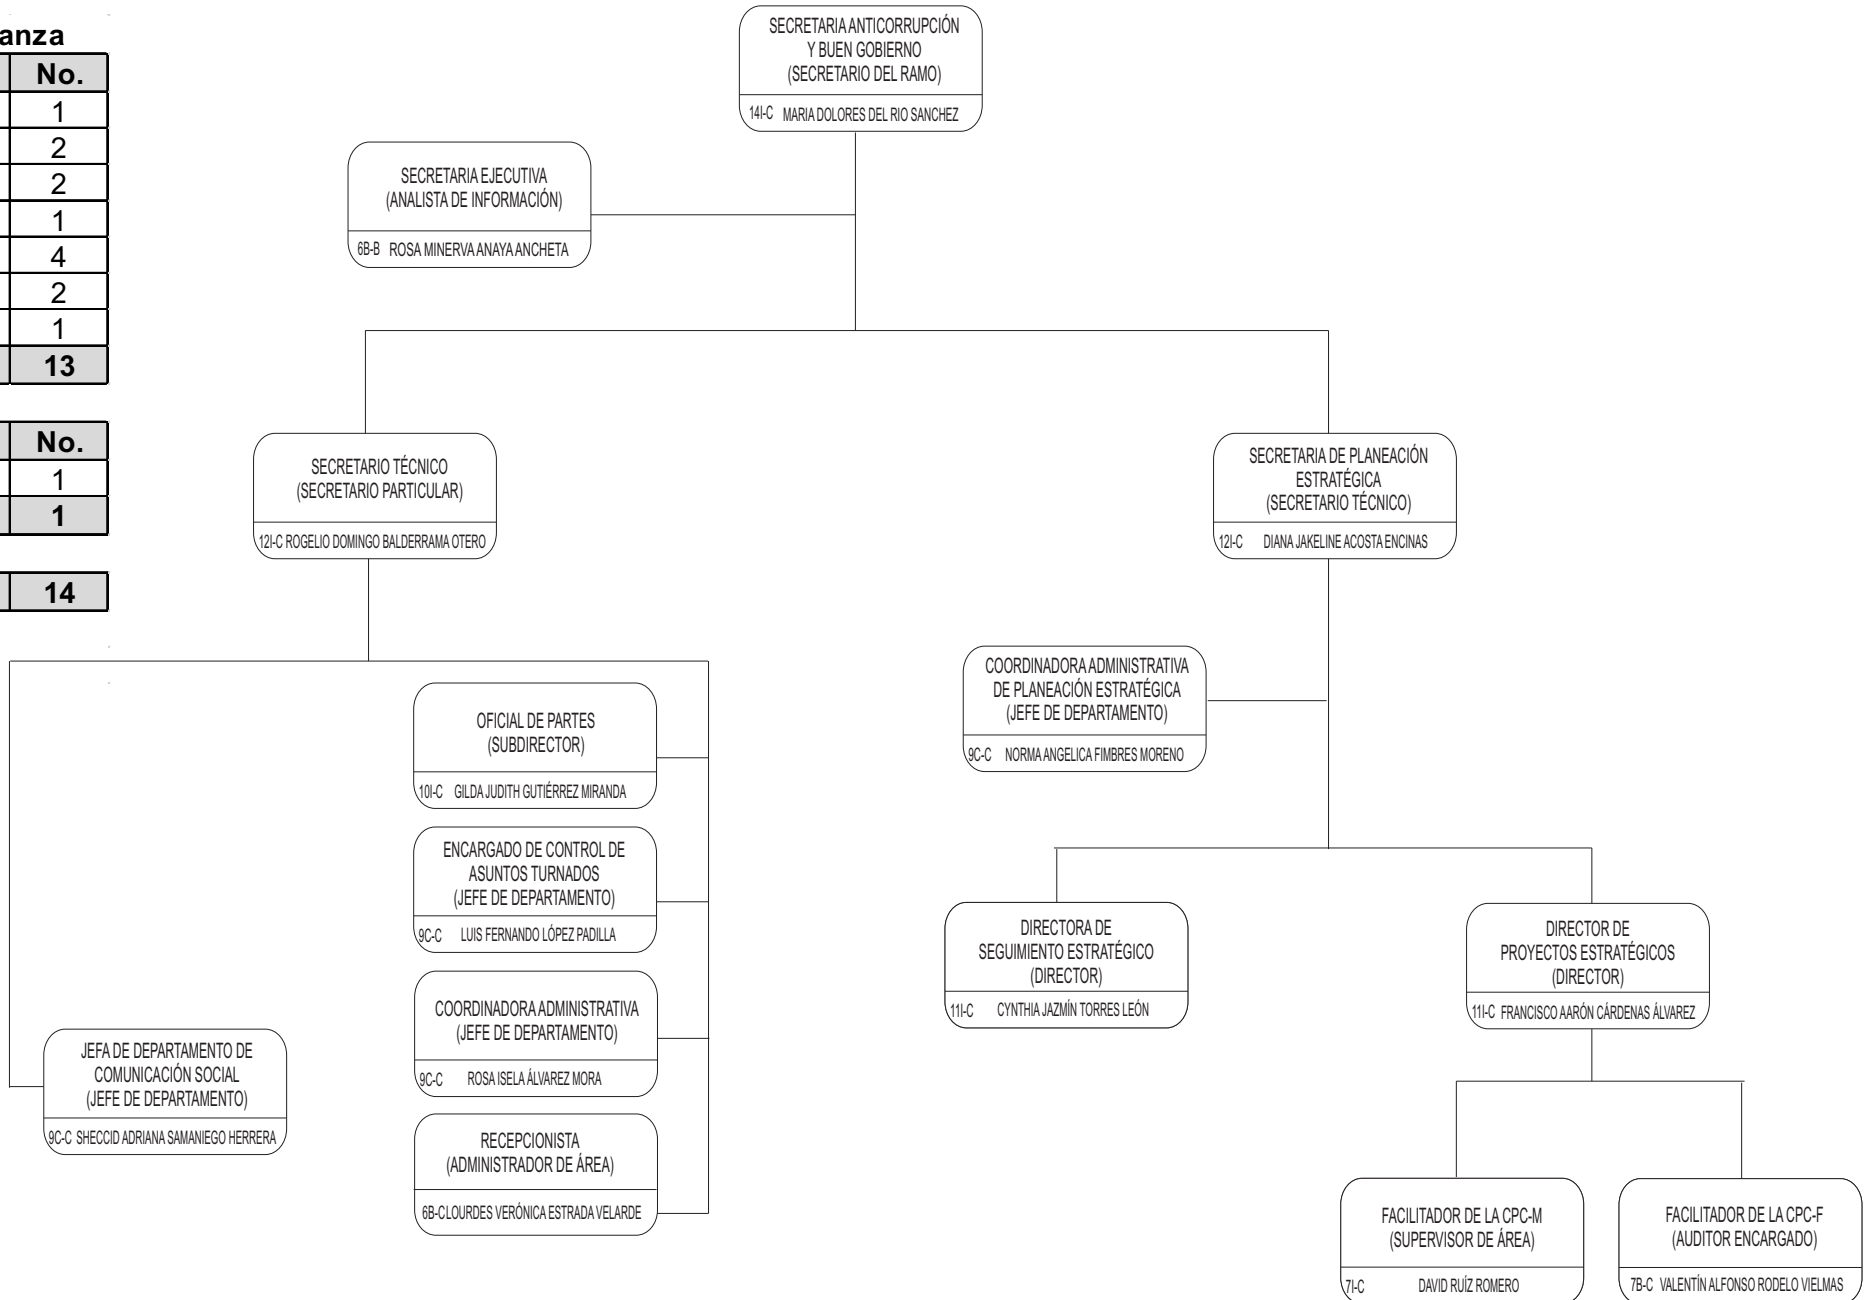 anza
No.
1
2
2
1
4
2
1
13
No.
1
1
14
SECRETARIA ANTICORRUPCIÓN
Y BUEN GOBIERNO
(SECRETARIO DEL RAMO)
14I-C MARIA DOLORES DEL RIO SANCHEZ
SECRETARIA EJECUTIVA
(ANALISTA DE INFORMACIÓN)
6B-B ROSA MINERVA ANAYA ANCHETA
SECRETARIO TÉCNICO
(SECRETARIO PARTICULAR)
12I-C ROGELIO DOMINGO BALDERRAMA OTERO
SECRETARIA DE PLANEACIÓN
ESTRATÉGICA
(SECRETARIO TÉCNICO)
12I-C DIANA JAKELINE ACOSTA ENCINAS
OFICIAL DE PARTES
(SUBDIRECTOR)
10I-C GILDA JUDITH GUTIÉRREZ MIRANDA
ENCARGADO DE CONTROL DE
ASUNTOS TURNADOS
(JEFE DE DEPARTAMENTO)
9C-C LUIS FERNANDO LÓPEZ PADILLA
COORDINADORA ADMINISTRATIVA
(JEFE DE DEPARTAMENTO)
9C-C ROSA ISELA ÁLVAREZ MORA
RECEPCIONISTA
(ADMINISTRADOR DE ÁREA)
6B-C LOURDES VERÓNICA ESTRADA VELARDE
JEFA DE DEPARTAMENTO DE
COMUNICACIÓN SOCIAL
(JEFE DE DEPARTAMENTO)
9C-C SHECCID ADRIANA SAMANIEGO HERRERA
COORDINADORA ADMINISTRATIVA
DE PLANEACIÓN ESTRATÉGICA
(JEFE DE DEPARTAMENTO)
9C-C NORMA ANGELICA FIMBRES MORENO
DIRECTORA DE
SEGUIMIENTO ESTRATÉGICO
(DIRECTOR)
11I-C CYNTHIA JAZMÍN TORRES LEÓN
DIRECTOR DE
PROYECTOS ESTRATÉGICOS
(DIRECTOR)
11I-C FRANCISCO AARÓN CÁRDENAS ÁLVAREZ
FACILITADOR DE LA CPC-M
(SUPERVISOR DE ÁREA)
7I-C DAVID RUÍZ ROMERO
FACILITADOR DE LA CPC-F
(AUDITOR ENCARGADO)
7B-C VALENTÍN ALFONSO RODELO VIELMAS